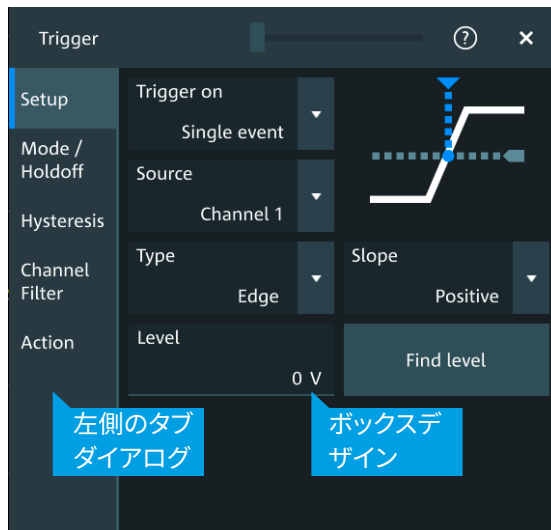 Trigger
?
×
Setup
Mode /
Holdoff
Hysteresis
Channel
Filter
Action
Trigger on
Single event
Source
Channel 1
Type
Edge
Slope
Positive
Level
0 V
Find level
左側のタブ
ダイアログ
ボックスデ
ザイン